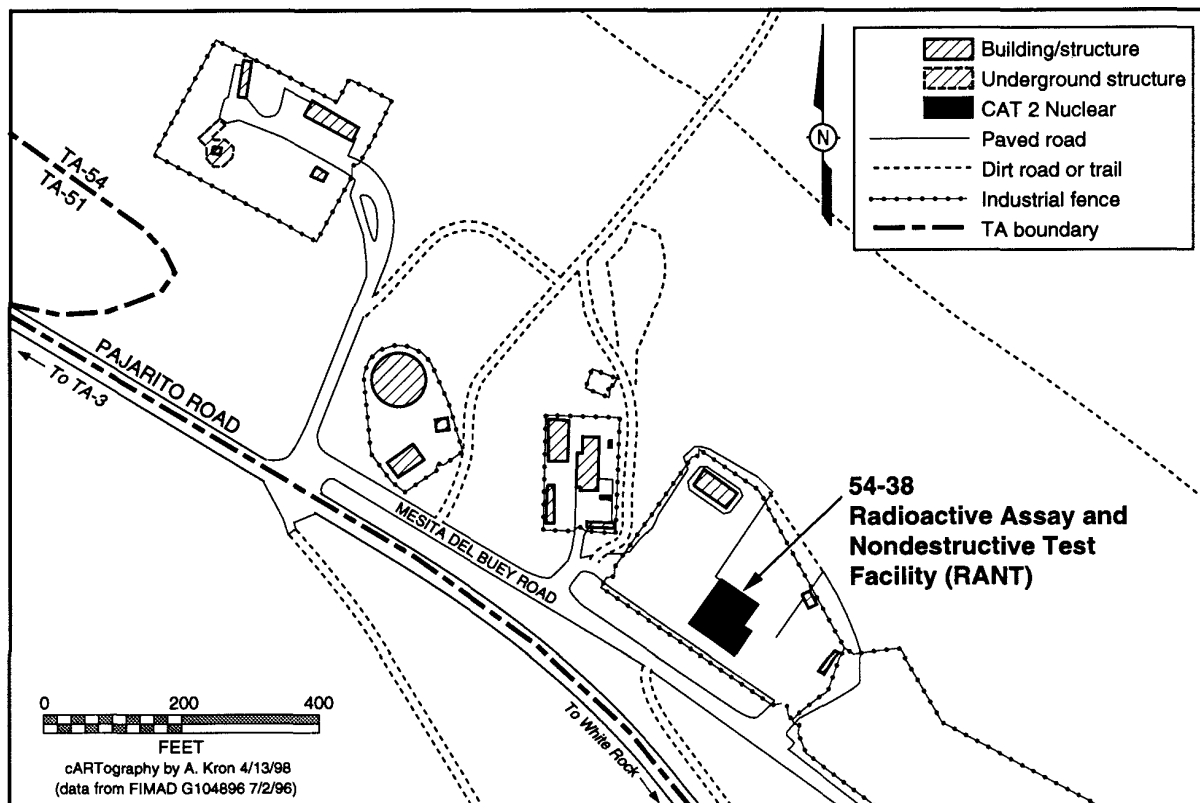 Building/structure
Underground structure
CAT 2 Nuclear
Paved road
Dirt road or trail
Industrial fence
TA boundary
N
TA-54
TA-51
PAJARITO ROAD
To TA-3
MESITA DEL BUEY ROAD
54-38
Radioactive Assay and
Nondestructive Test
Facility (RANT)
To White Rock
0 200 400
FEET
cARTography by A. Kron 4/13/98
(data from FIMAD G104896 7/2/96)